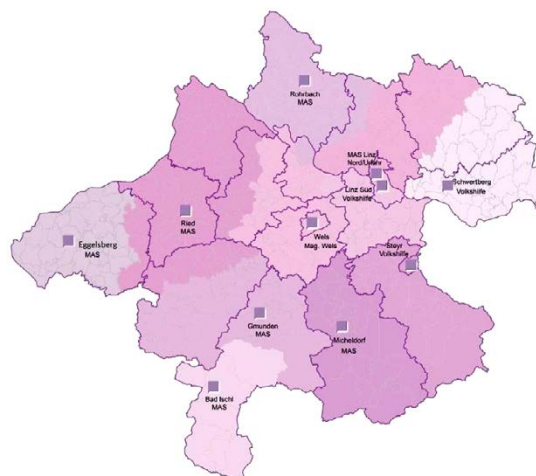 Rohrbach
MAS
MAS Linz
Nord/Urfahr
Linz Süd
Volkshilfe
Schwertberg
Volkshilfe
Ried
MAS
Wels
Mag. Wels
Eggelsberg
MAS
Steyr
Volkshilfe
Gmunden
MAS
Micheldorf
MAS
Bad Ischl
MAS